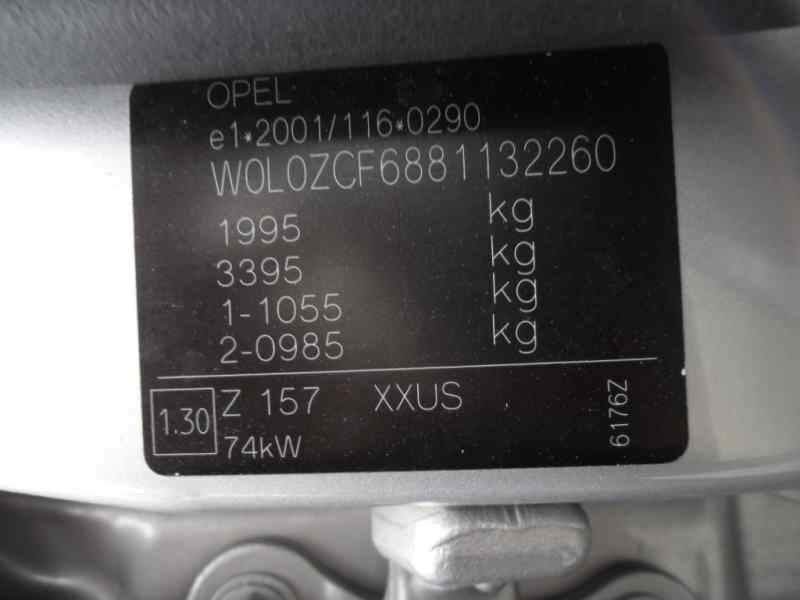 OPEL
e1*2001/116*0290
W0L0ZCF6881132260
1995 kg
3395 kg
1-1055 kg
2-0985 kg
1.30 Z 157 XXUS
74kW
6176Z